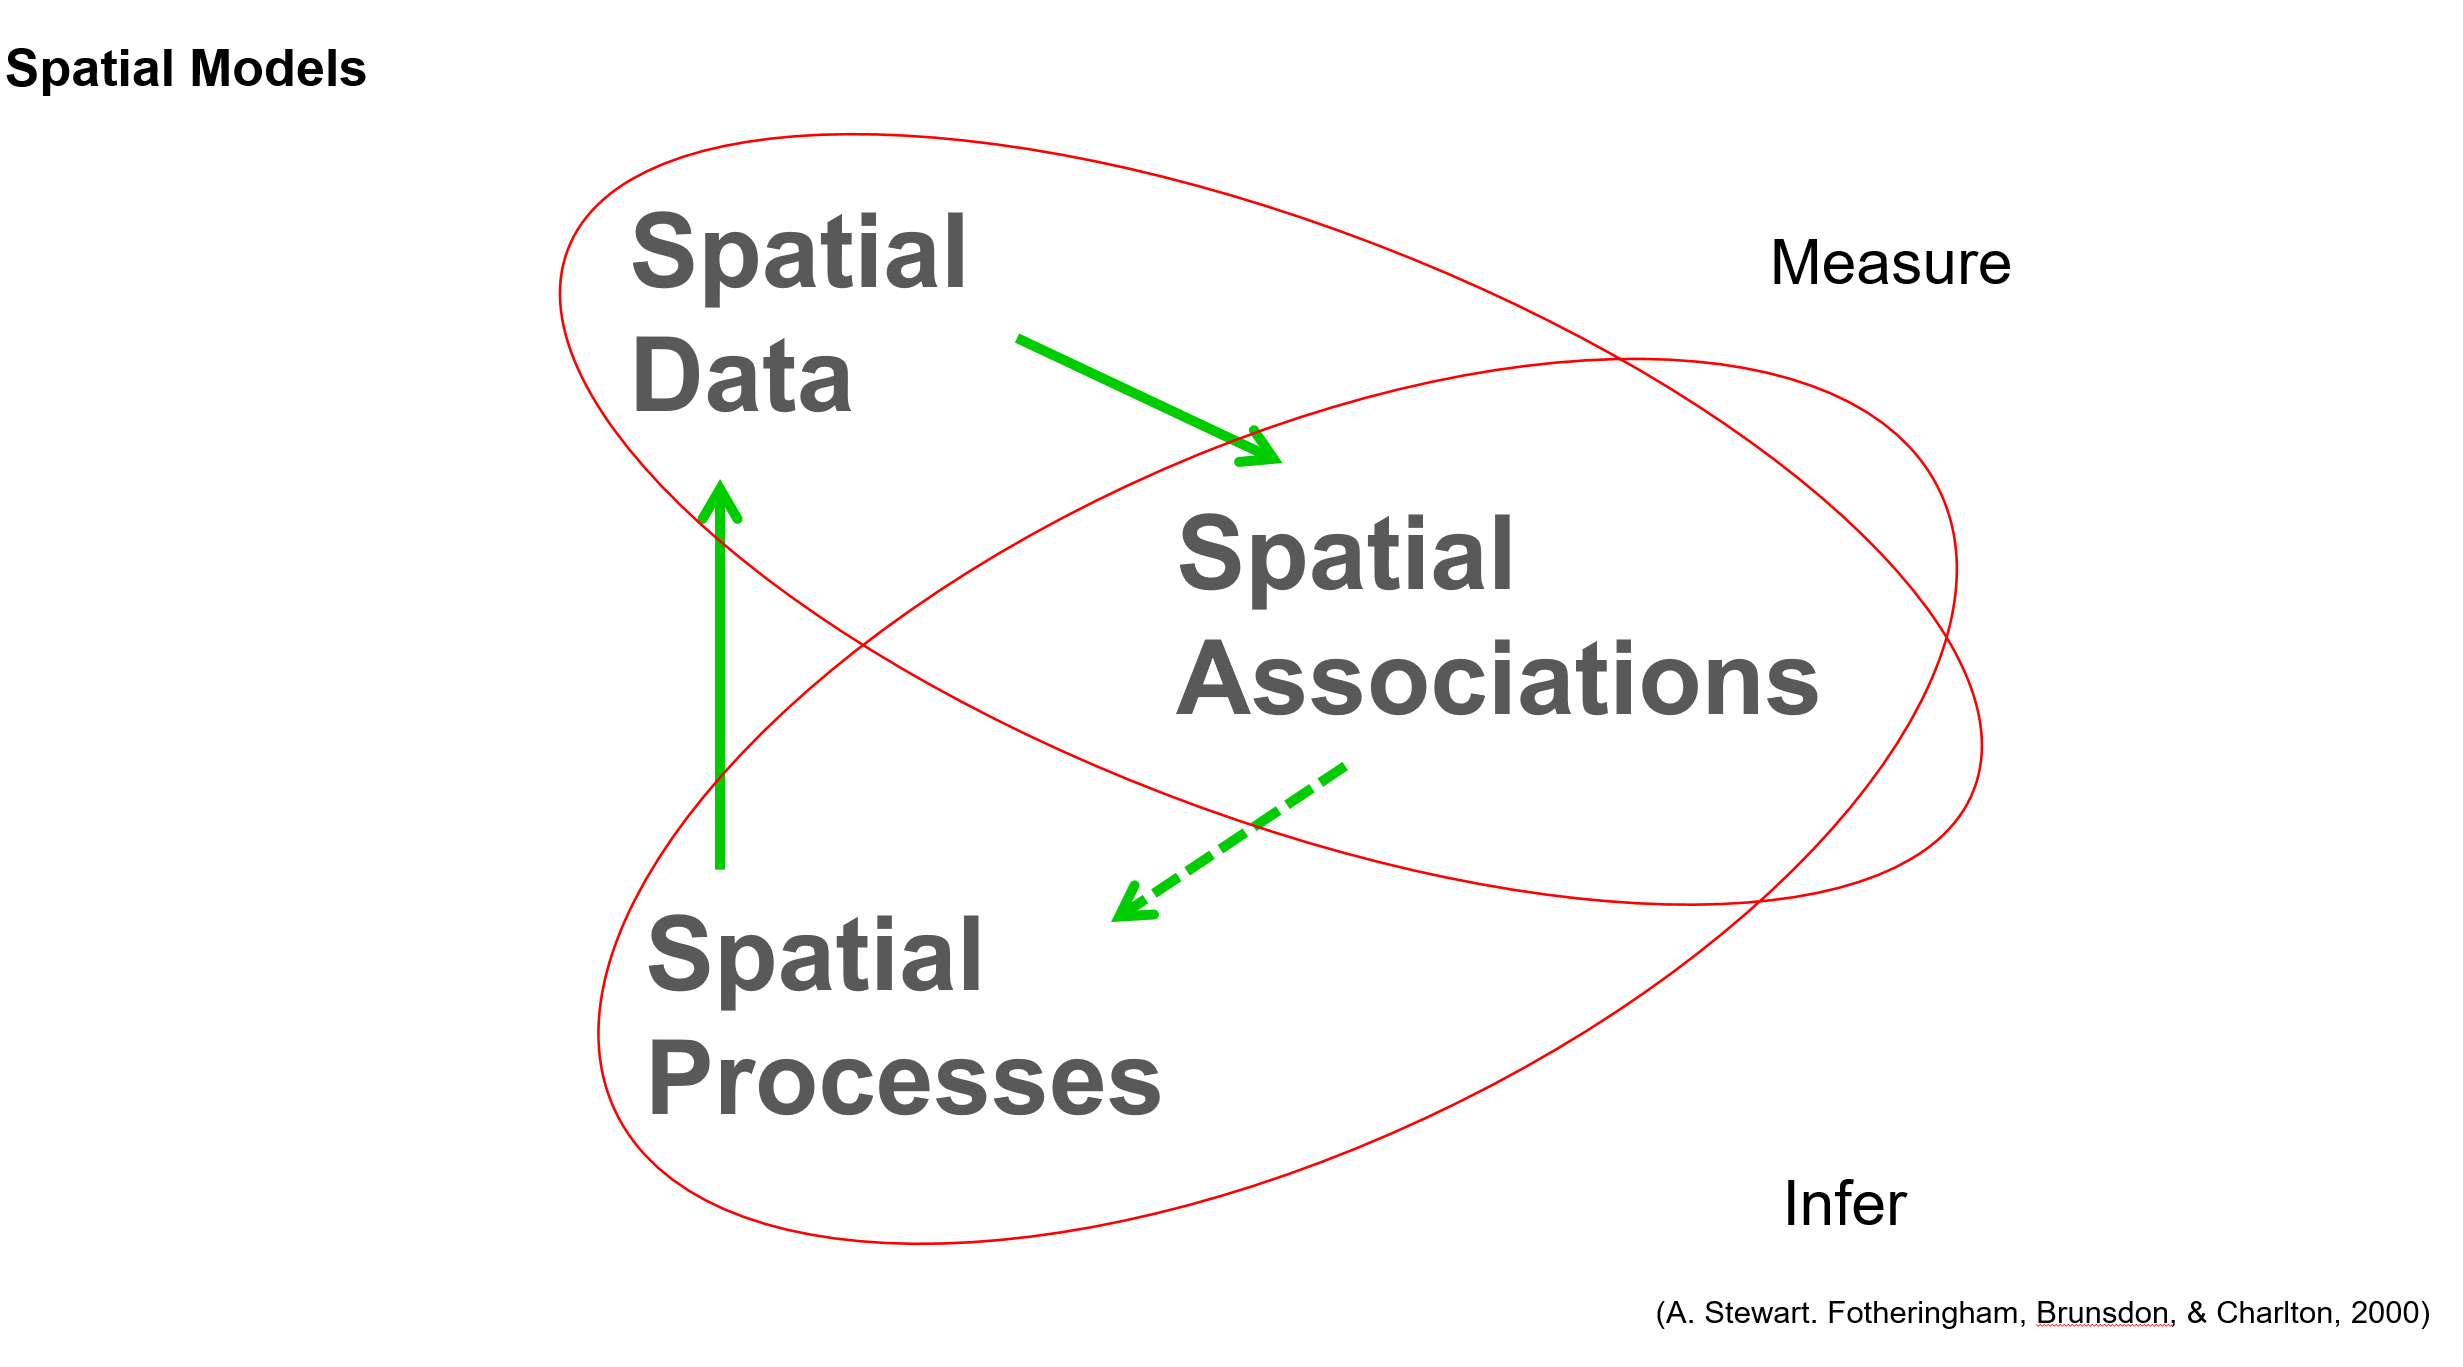 Spatial Models
Spatial
Data
Measure
Spatial
Associations
Spatial
Processes
Infer
(A. Stewart. Fotheringham, Brunsdon, & Charlton, 2000)